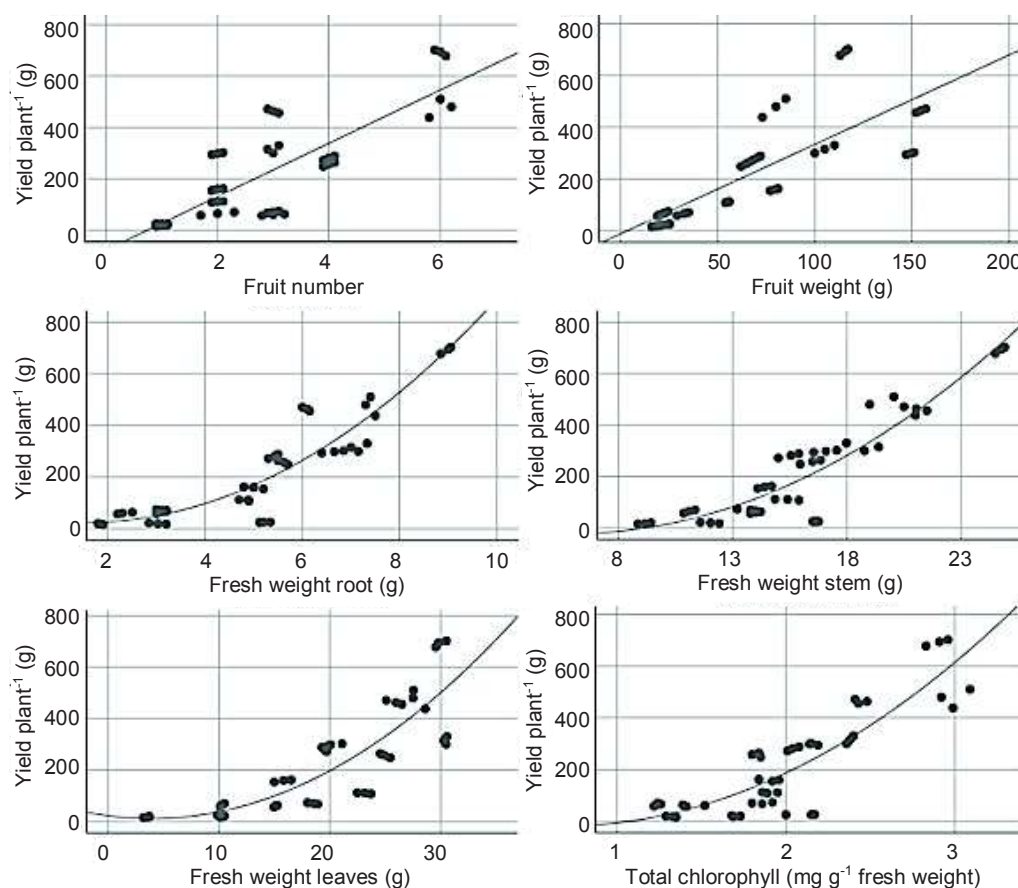 Yield plant-1 (g)
800
600
400
200
0
0 2 4 6
Fruit number
Yield plant-1 (g)
800
600
400
200
0
0 50 100 150 200
Fruit weight (g)
Yield plant-1 (g)
800
600
400
200
0
2 4 6 8 10
Fresh weight root (g)
Yield plant-1 (g)
800
600
400
200
0
8 13 18 23
Fresh weight stem (g)
Yield plant-1 (g)
800
600
400
200
0
0 10 20 30
Fresh weight leaves (g)
Yield plant-1 (g)
800
600
400
200
0
1 2 3
Total chlorophyll (mg g-1 fresh weight)